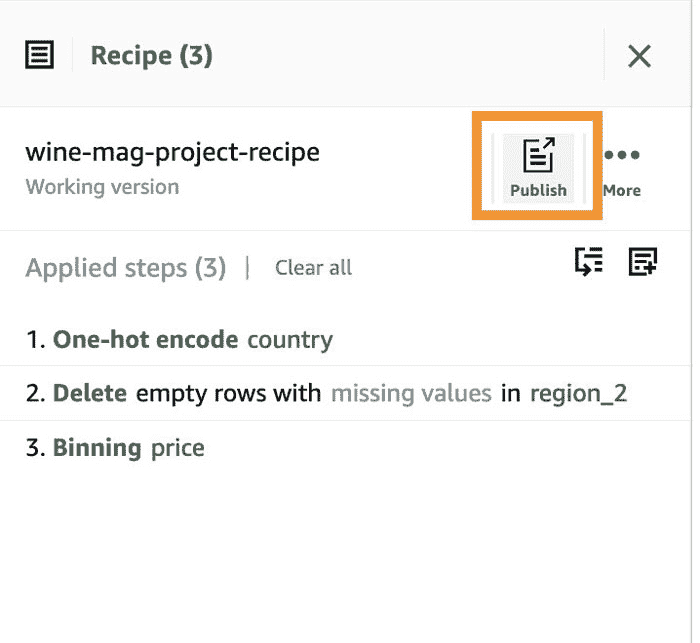 Recipe (3)
wine-mag-project-recipe
Working version
Publish
More
Applied steps (3) | Clear all
1. One-hot encode country
2. Delete empty rows with missing values in region_2
3. Binning price